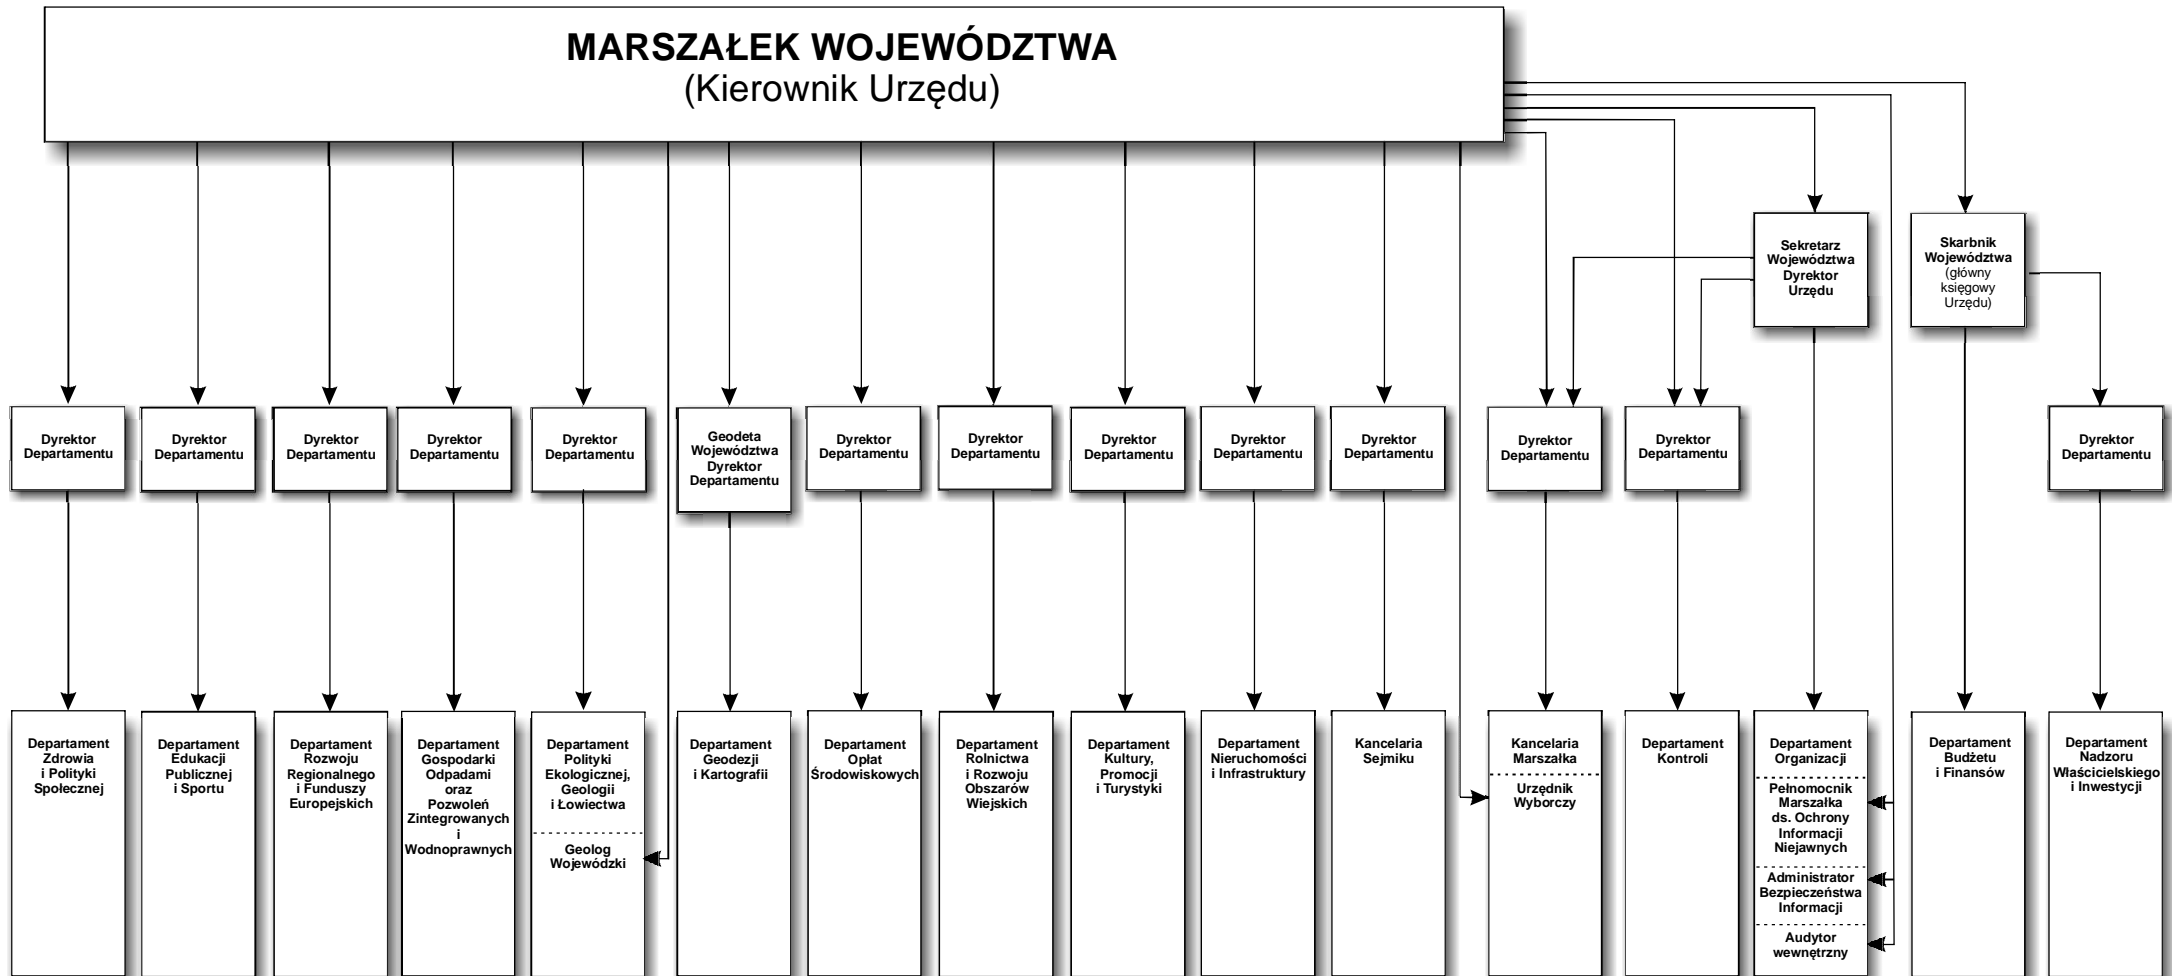 MARSZAŁEK WOJEWÓDZTWA
(Kierownik Urzędu)
Sekretarz
Województwa
Dyrektor
Urzędu
Skarbnik
Województwa
(główny
księgowy
Urzędu)
Dyrektor
Departamentu
Dyrektor
Departamentu
Dyrektor
Departamentu
Dyrektor
Departamentu
Dyrektor
Departamentu
Geodeta
Województwa
Dyrektor
Departamentu
Dyrektor
Departamentu
Dyrektor
Departamentu
Dyrektor
Departamentu
Dyrektor
Departamentu
Dyrektor
Departamentu
Dyrektor
Departamentu
Dyrektor
Departamentu
Dyrektor
Departamentu
Departament
Zdrowia
i Polityki
Społecznej
Departament
Edukacji
Publicznej
i Sportu
Departament
Rozwoju
Regionalnego
i Funduszy
Europejskich
Departament
Gospodarki
Odpadami
oraz
Pozwoleń
Zintegrowanych
i
Wodnoprawnych
Departament
Polityki
Ekologicznej,
Geologii
i Łowiectwa
Geolog
Wojewódzki
Departament
Geodezji
i Kartografii
Departament
Opłat
Środowiskowych
Departament
Rolnictwa
i Rozwoju
Obszarów
Wiejskich
Departament
Kultury,
Promocji
i Turystyki
Departament
Nieruchomości
i Infrastruktury
Kancelaria
Sejmiku
Kancelaria
Marszałka
Urzędnik
Wyborczy
Departament
Kontroli
Departament
Organizacji
Pełnomocnik
Marszałka
ds. Ochrony
Informacji
Niejawnych
Administrator
Bezpieczeństwa
Informacji
Audytor
wewnętrzny
Departament
Budżetu
i Finansów
Departament
Nadzoru
Właścicielskiego
i Inwestycji